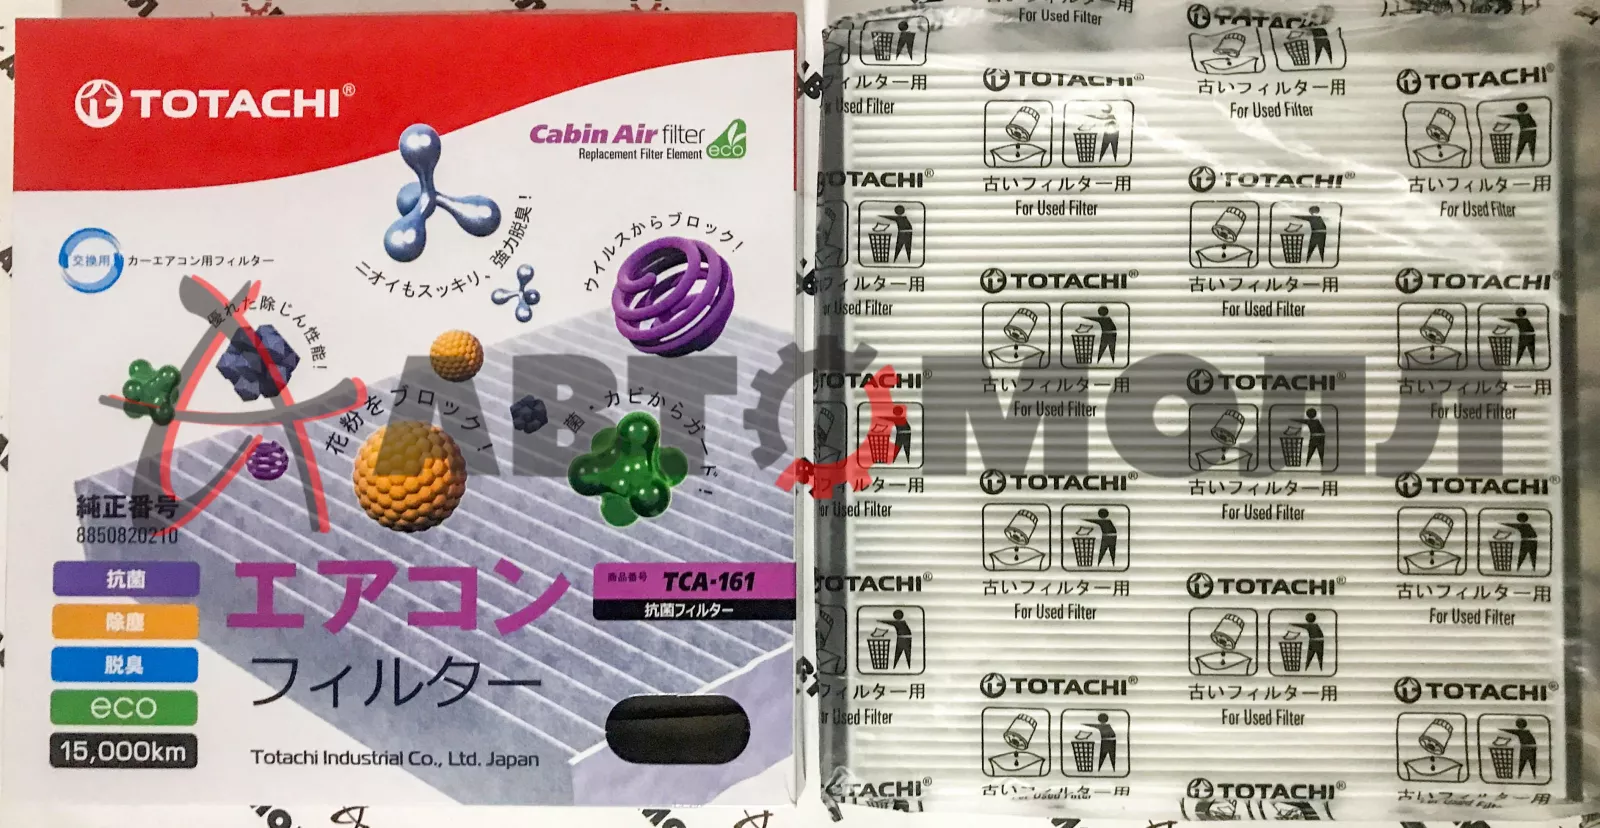 TOTACHI®
Cabin Air filter
eco
Replacement Filter Element
交換用
カーエアコン用フィルター
ニオイもスッキリ、強力脱臭!
ウイルスからブロック!
優れた除じん性能!
花粉をブロック!
菌・カビからガード!
純正番号
8850820210
抗菌
除塵
脱臭
eco
15,000km
エアコン
フィルター
商品番号 TCA-161
抗菌フィルター
Totachi Industrial Co., Ltd. Japan
АВТОМОЛЛ
For Used Filter
TOTACHI
フィルター用
Used Filter
TOTACHI®
古いフィルター用
For Used Filter
TOTACHI®
古いフィルター用
For Used Filter
TOTACHI®
古いフィルター用
For Used Filter
TOTACHI®
フィルター用
Used Filter
TOTACHI®
古いフィルター用
For Used Filter
TOTACHI®
古いフィルター用
For Used Filter
TOTACHI®
古いフィルター用
For Used Filter
TOTACHI®
フィルター用
Used Filter
TOTACHI®
古いフィルター用
For Used Filter
TOTACHI®
古いフィルター用
For Used Filter
TOTACHI®
古いフィルター用
For Used Filter
TOTACHI®
フィルター用
Used Filter
TOTACHI®
古いフィルター用
For Used Filter
TOTACHI®
古いフィルター用
For Used Filter
TOTACHI®
TOTACHI®
TOTACHI®